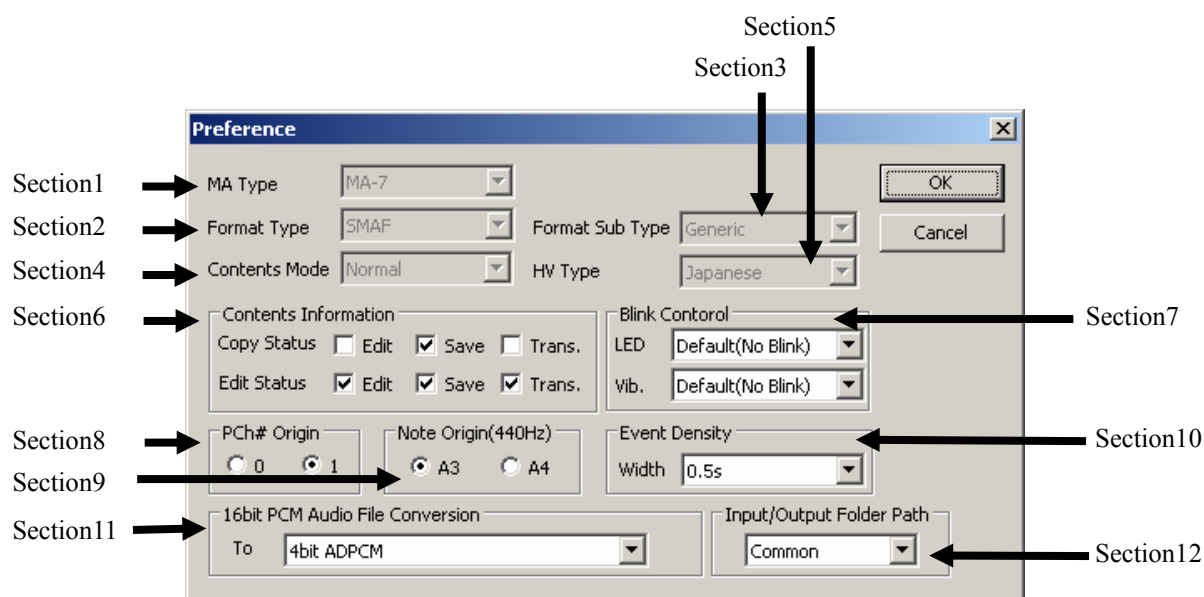 Section5
Section3
Preference
Section1 MA Type MA-7 OK
Section2 Format Type SMAF Format Sub Type Generic Cancel
Section4 Contents Mode Normal HV Type Japanese
Section6 Contents Information Blink Contorol Section7
Copy Status Edit Save Trans. LED Default(No Blink)
Edit Status Edit Save Trans. Vib. Default(No Blink)
Section8 PCh# Origin Note Origin(440Hz) Event Density Section10
0 1 A3 A4 Width 0.5s
Section9
Section11 16bit PCM Audio File Conversion Input/Output Folder Path
To 4bit ADPCM Common Section12